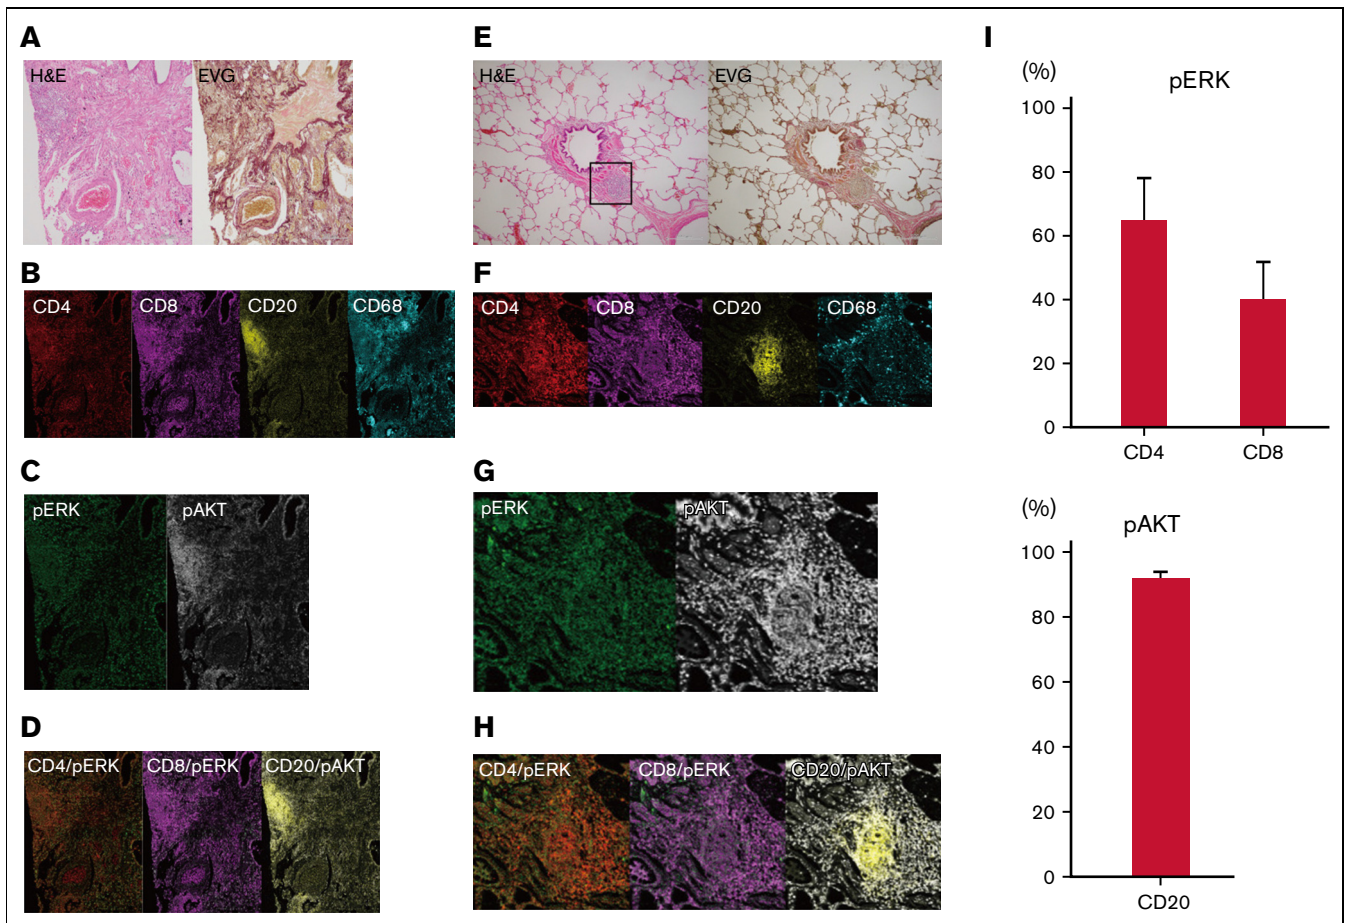 A
H&E EVG
B
CD4 CD8 CD20 CD68
C
pERK pAKT
D
CD4/pERK CD8/pERK CD20/pAKT
E
H&E EVG
F
CD4 CD8 CD20 CD68
G
pERK pAKT
H
CD4/pERK CD8/pERK CD20/pAKT
I
(%)
pERK
100
80
60
40
20
0
CD4 CD8
(%)
pAKT
100
80
60
40
20
0
CD20